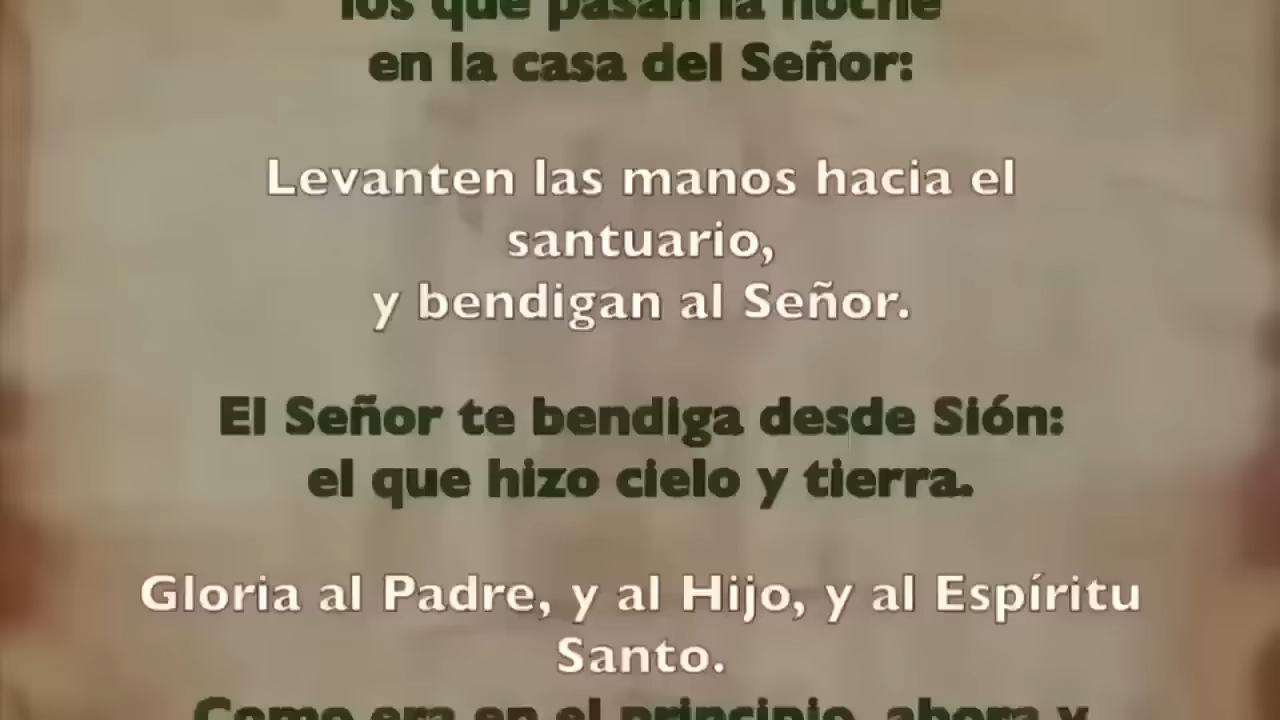 los que pasan la noche
en la casa del Señor:
Levanten las manos hacia el
santuario,
y bendigan al Señor.
El Señor te bendiga desde Sión:
el que hizo cielo y tierra.
Gloria al Padre, y al Hijo, y al Espíritu
Santo.
Como era en el principio, ahora y